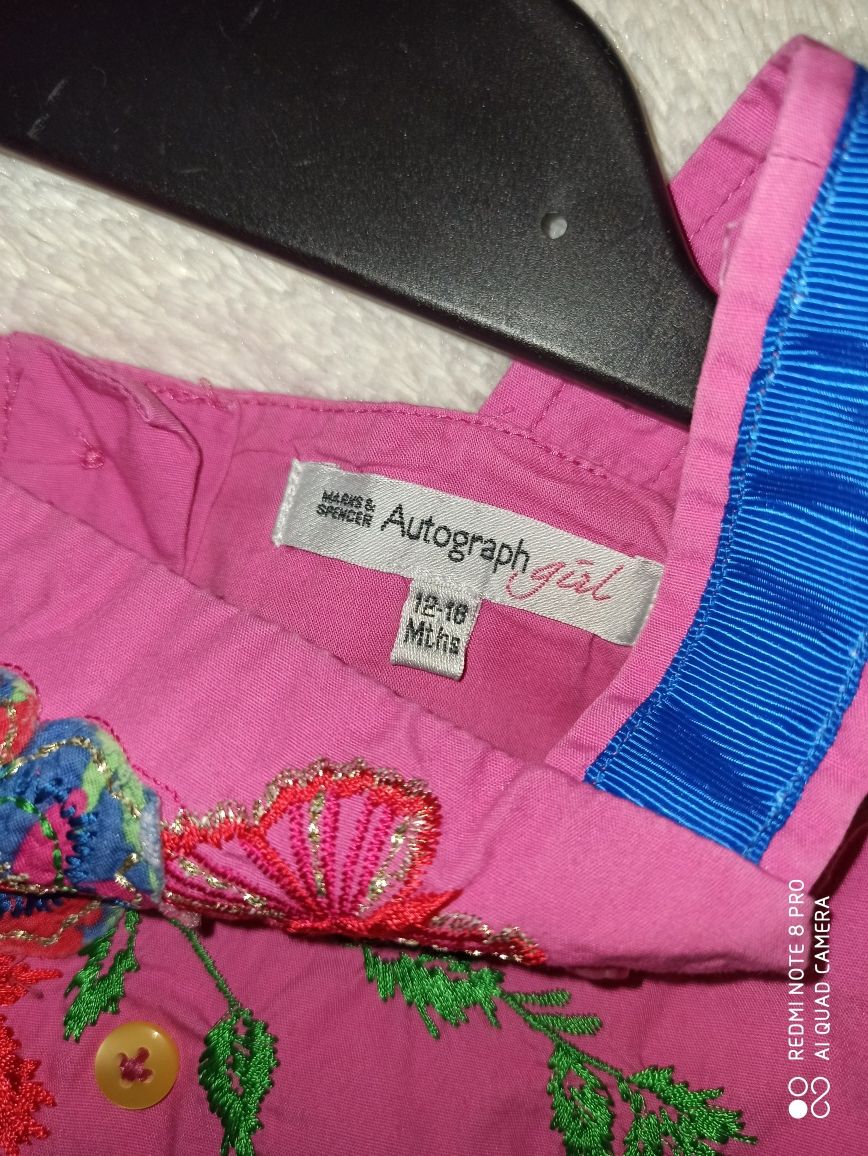 MARKS &
SPENCER
Autograph girl
12-18
Mths
REDMI NOTE 8 PRO
AI QUAD CAMERA